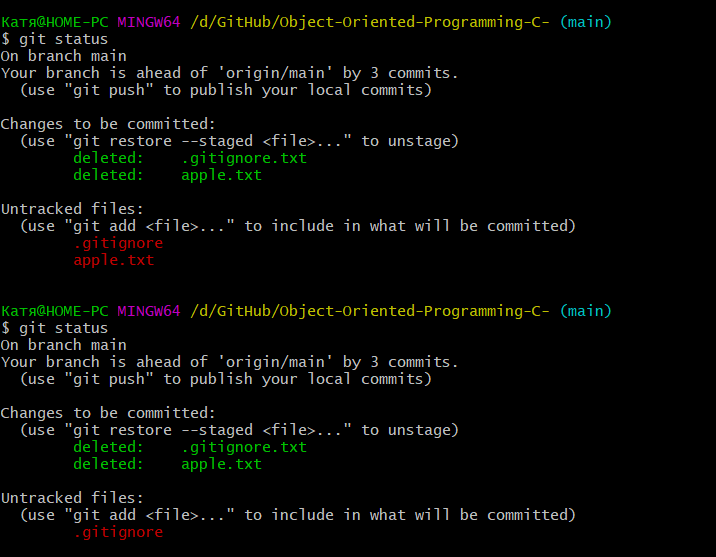 Катя@HOME-PC MINGW64 /d/GitHub/Object-Oriented-Programming-C- (main)
$ git status
On branch main
Your branch is ahead of 'origin/main' by 3 commits.
  (use "git push" to publish your local commits)

Changes to be committed:
  (use "git restore --staged <file>..." to unstage)
        deleted:    .gitignore.txt
        deleted:    apple.txt

Untracked files:
  (use "git add <file>..." to include in what will be committed)
        .gitignore
        apple.txt

Катя@HOME-PC MINGW64 /d/GitHub/Object-Oriented-Programming-C- (main)
$ git status
On branch main
Your branch is ahead of 'origin/main' by 3 commits.
  (use "git push" to publish your local commits)

Changes to be committed:
  (use "git restore --staged <file>..." to unstage)
        deleted:    .gitignore.txt
        deleted:    apple.txt

Untracked files:
  (use "git add <file>..." to include in what will be committed)
        .gitignore